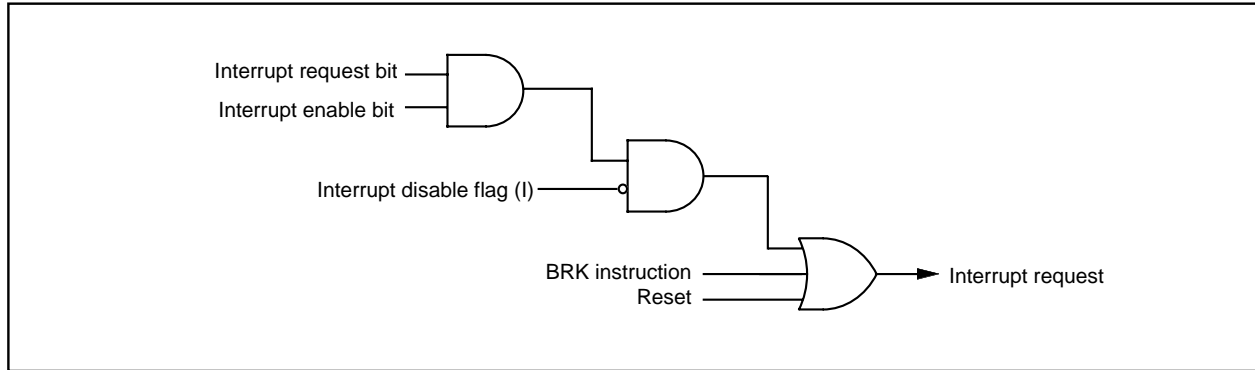 Interrupt request bit
Interrupt enable bit
Interrupt disable flag (I)
BRK instruction
Reset
Interrupt request